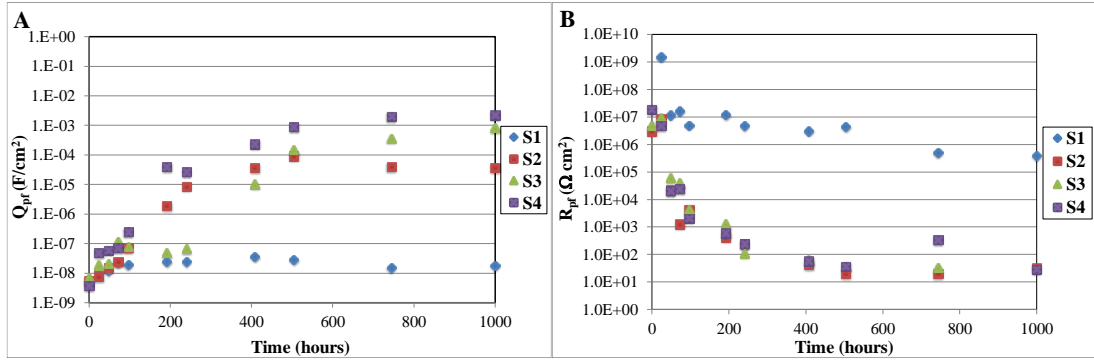 A
1.E+00
1.E-01
1.E-02
1.E-03
1.E-04
1.E-05
1.E-06
1.E-07
1.E-08
1.E-09
Q_pf (F/cm²)
0
200
400
600
800
1000
Time (hours)
S1
S2
S3
S4
B
1.0E+10
1.0E+09
1.0E+08
1.0E+07
1.0E+06
1.0E+05
1.0E+04
1.0E+03
1.0E+02
1.0E+01
1.0E+00
R_pf (Ω cm²)
0
200
400
600
800
1000
Time (hours)
S1
S2
S3
S4